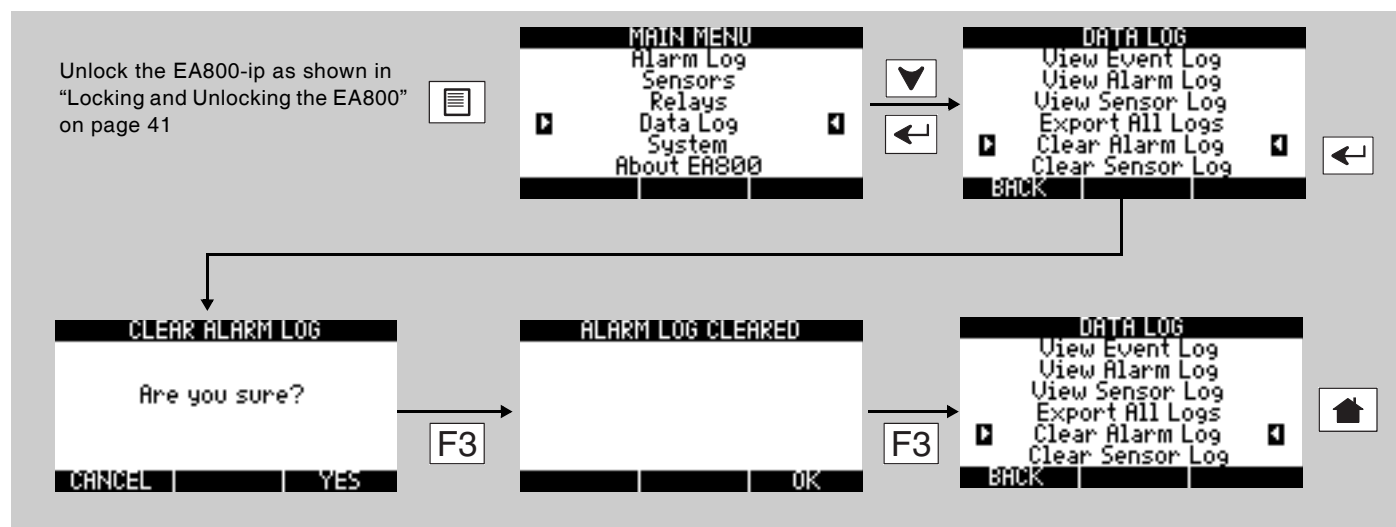 Unlock the EA800-ip as shown in
“Locking and Unlocking the EA800”
on page 41
MAIN MENU
Alarm Log
Sensors
Relays
Data Log
System
About EA800
DATA LOG
View Event Log
View Alarm Log
View Sensor Log
Export All Logs
Clear Alarm Log
Clear Sensor Log
BACK
CLEAR ALARM LOG
Are you sure?
CANCEL YES
F3
ALARM LOG CLEARED
OK
F3
DATA LOG
View Event Log
View Alarm Log
View Sensor Log
Export All Logs
Clear Alarm Log
Clear Sensor Log
BACK